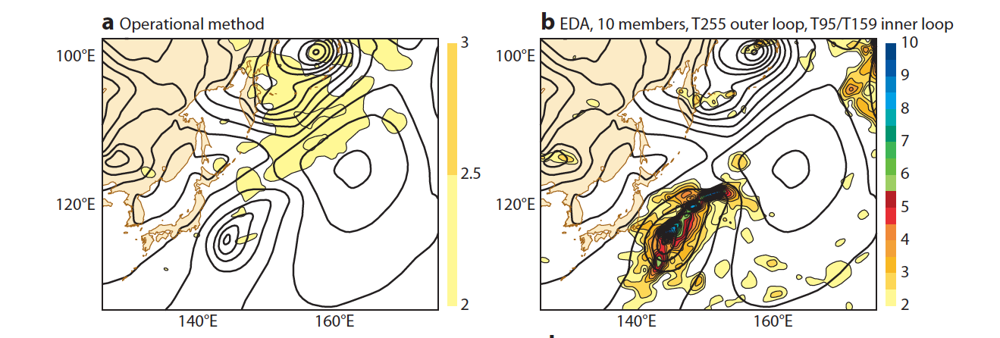 a Operational method
b EDA, 10 members, T255 outer loop, T95/T159 inner loop
100°E
120°E
140°E
160°E
3
2.5
2
100°E
120°E
140°E
160°E
10
9
8
7
6
5
4
3
2